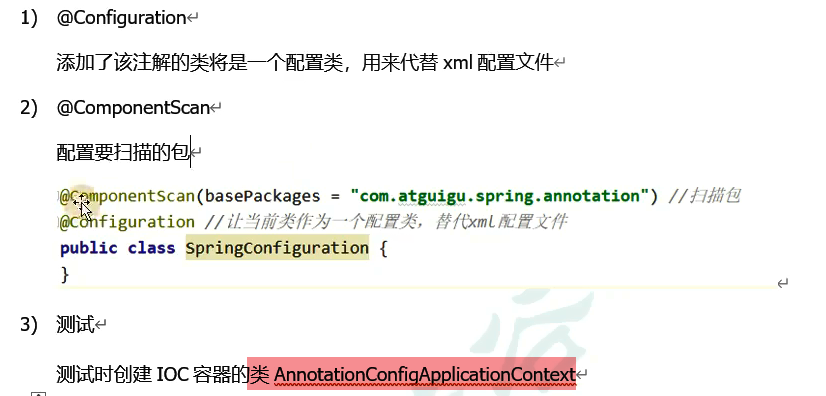 1) @Configuration
添加了该注解的类将是一个配置类，用来代替 xml 配置文件
2) @ComponentScan
配置要扫描的包
@ComponentScan(basePackages = "com.atguigu.spring.annotation") //扫描包
@Configuration //让当前类作为一个配置类，替代xml配置文件
public class SpringConfiguration {
}
3) 测试
测试时创建 IOC 容器的类 AnnotationConfigApplicationContext